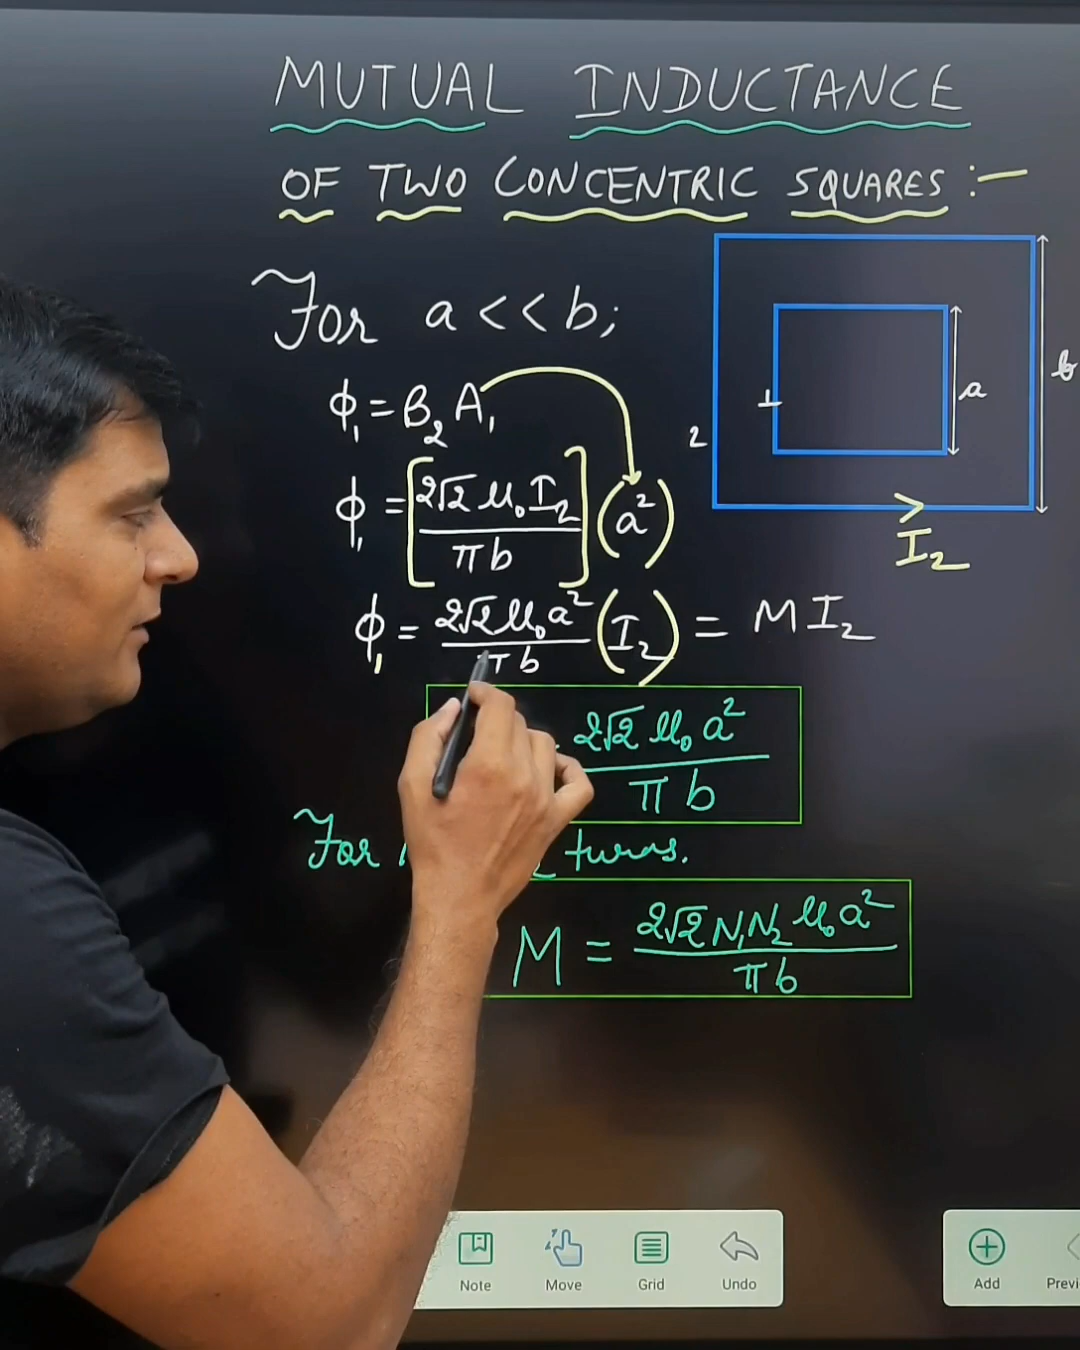 MUTUAL INDUCTANCE
OF TWO CONCENTRIC SQUARES :-
For a << b;
ϕ₁ = B₂ A₁
ϕ₁ = [2√2 μ₀ I₂ / πb] (a²)
ϕ₁ = 2√2 μ₀ a² / πb (I₂) = M I₂
2√2 μ₀ a² / πb
For turns.
M = 2√2 N₁N₂ μ₀ a² / πb
1
2
a
b
I₂
Note
Move
Grid
Undo
Add